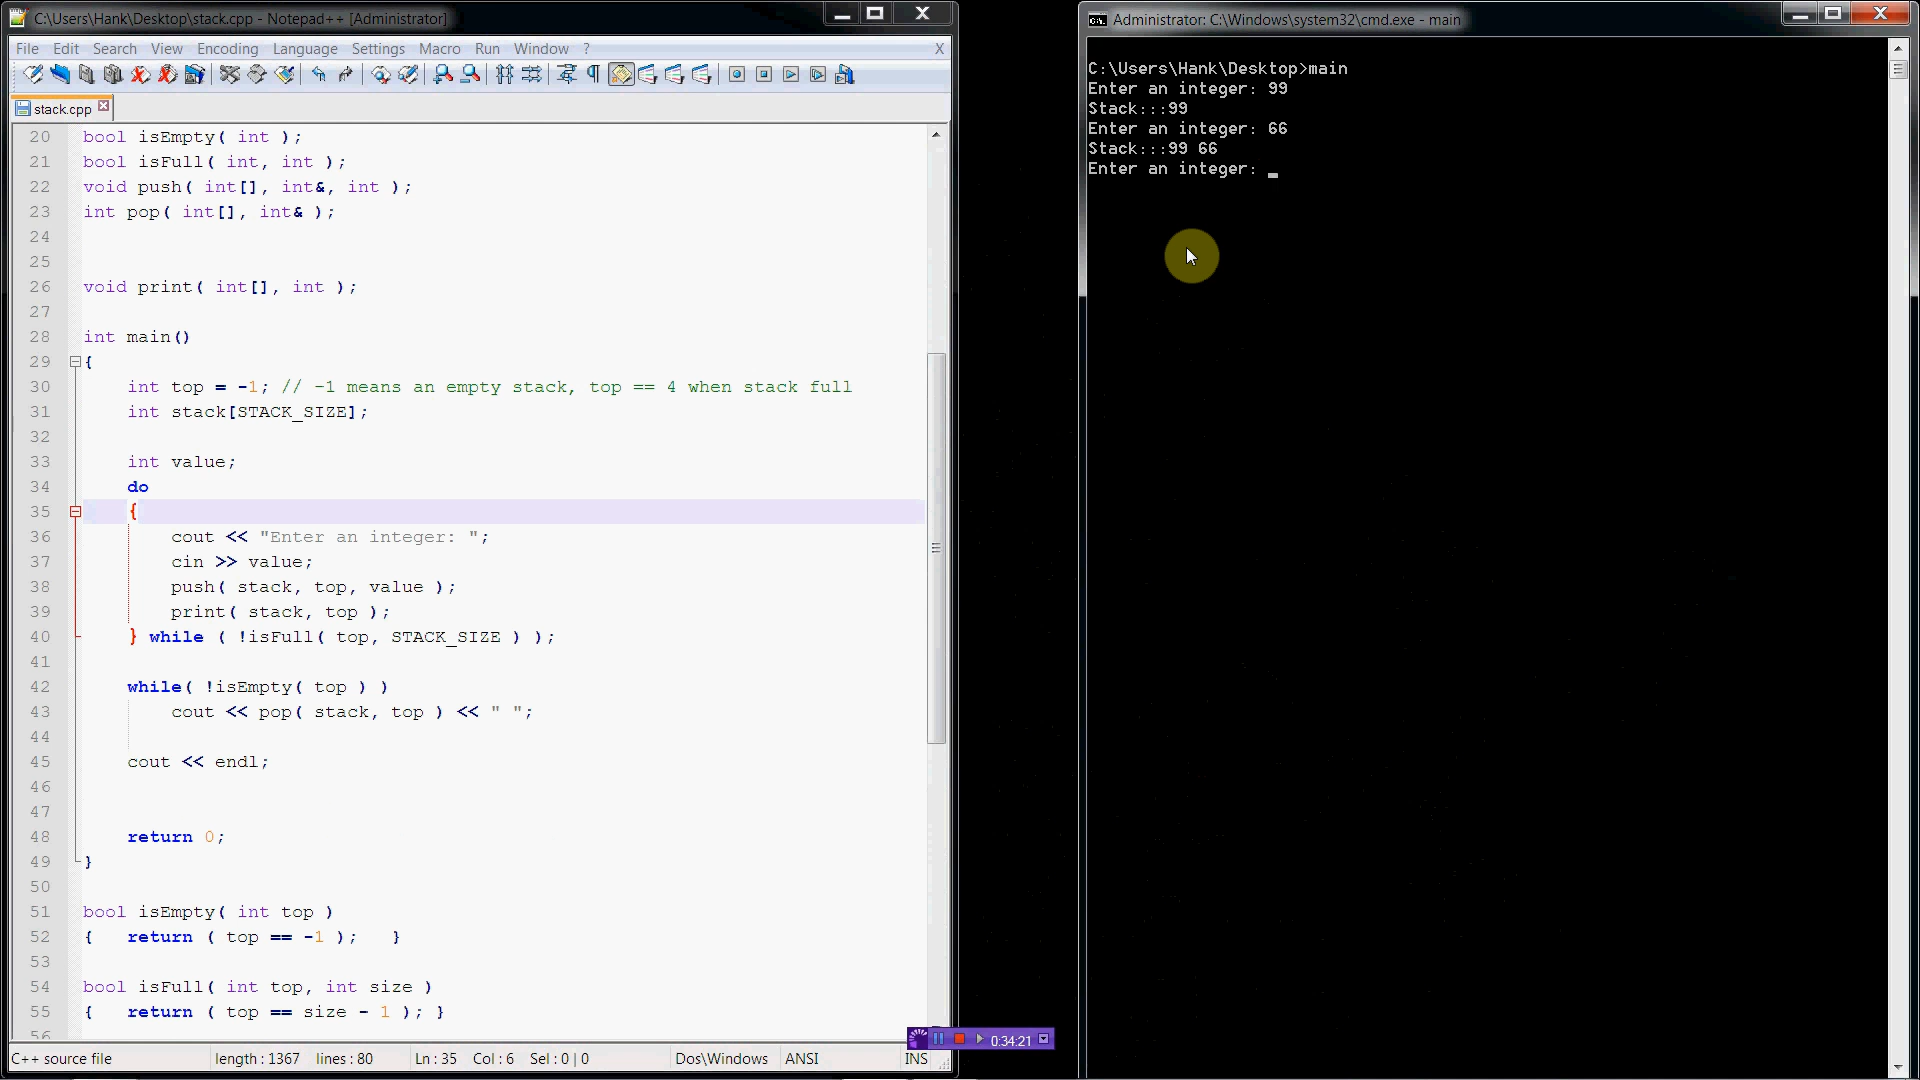 C:\Users\Hank\Desktop\stack.cpp - Notepad++ [Administrator]
File Edit Search View Encoding Language Settings Macro Run Window ? X
stack.cpp
20 bool isEmpty( int );
21 bool isFull( int, int );
22 void push( int[], int&, int );
23 int pop( int[], int& );
24
25
26 void print( int[], int );
27
28 int main()
29 {
30 int top = -1; // -1 means an empty stack, top == 4 when stack full
31 int stack[STACK_SIZE];
32
33 int value;
34 do
35 {
36 cout << "Enter an integer: ";
37 cin >> value;
38 push( stack, top, value );
39 print( stack, top );
40 } while ( !isFull( top, STACK_SIZE ) );
41
42 while( !isEmpty( top ) )
43 cout << pop( stack, top ) << " ";
44
45 cout << endl;
46
47
48 return 0;
49 }
50
51 bool isEmpty( int top )
52 { return ( top == -1 ); }
53
54 bool isFull( int top, int size )
55 { return ( top == size - 1 ); }
56
C++ source file length : 1367 lines : 80 Ln : 35 Col : 6 Sel : 0 | 0 Dos\Windows ANSI INS
0:34:21
Administrator: C:\Windows\system32\cmd.exe - main
C:\Users\Hank\Desktop>main
Enter an integer: 99
Stack:::99
Enter an integer: 66
Stack:::99 66
Enter an integer: _